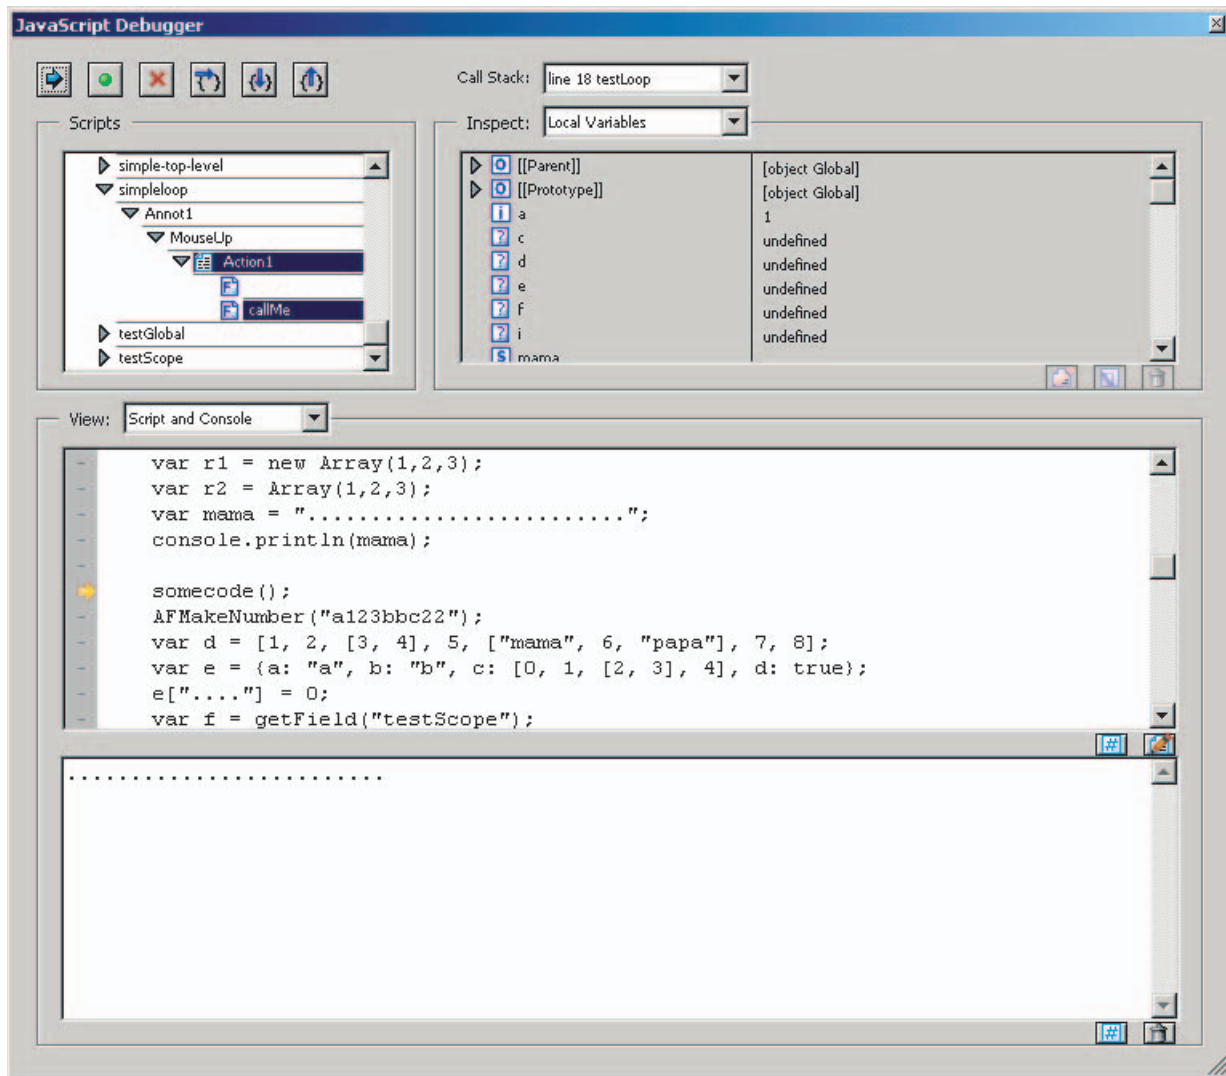 JavaScript Debugger
Call Stack: line 18 testLoop
Scripts
Inspect: Local Variables
simple-top-level
simpleloop
Annot1
MouseUp
Action1
callMe
testGlobal
testScope
[[Parent]] [object Global]
[[Prototype]] [object Global]
a 1
c undefined
d undefined
e undefined
f undefined
i undefined
mama
View: Script and Console
var r1 = new Array(1,2,3);
var r2 = Array(1,2,3);
var mama = ".........................";
console.println(mama);
somecode();
AFMakeNumber("a123bbc22");
var d = [1, 2, [3, 4], 5, ["mama", 6, "papa"], 7, 8];
var e = {a: "a", b: "b", c: [0, 1, [2, 3], 4], d: true};
e["...."] = 0;
var f = getField("testScope");
.........................